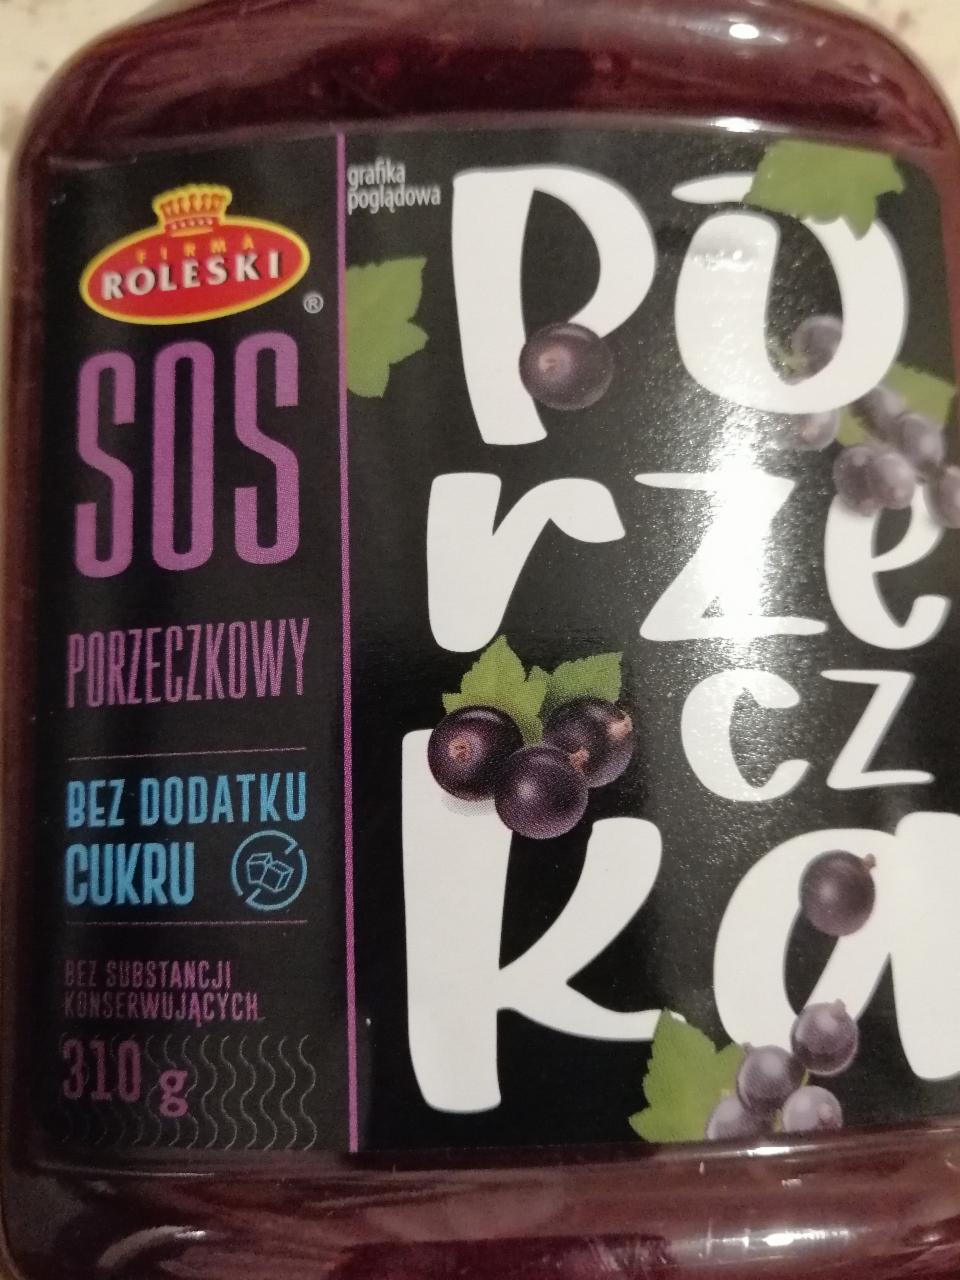 FIRMA
ROLESKI
®
SOS
PORZECZKOWY
BEZ DODATKU
CUKRU
BEZ SUBSTANCJI
KONSERWUJĄCYCH
310 g
grafika
poglądowa
Po
rze
cz
ka